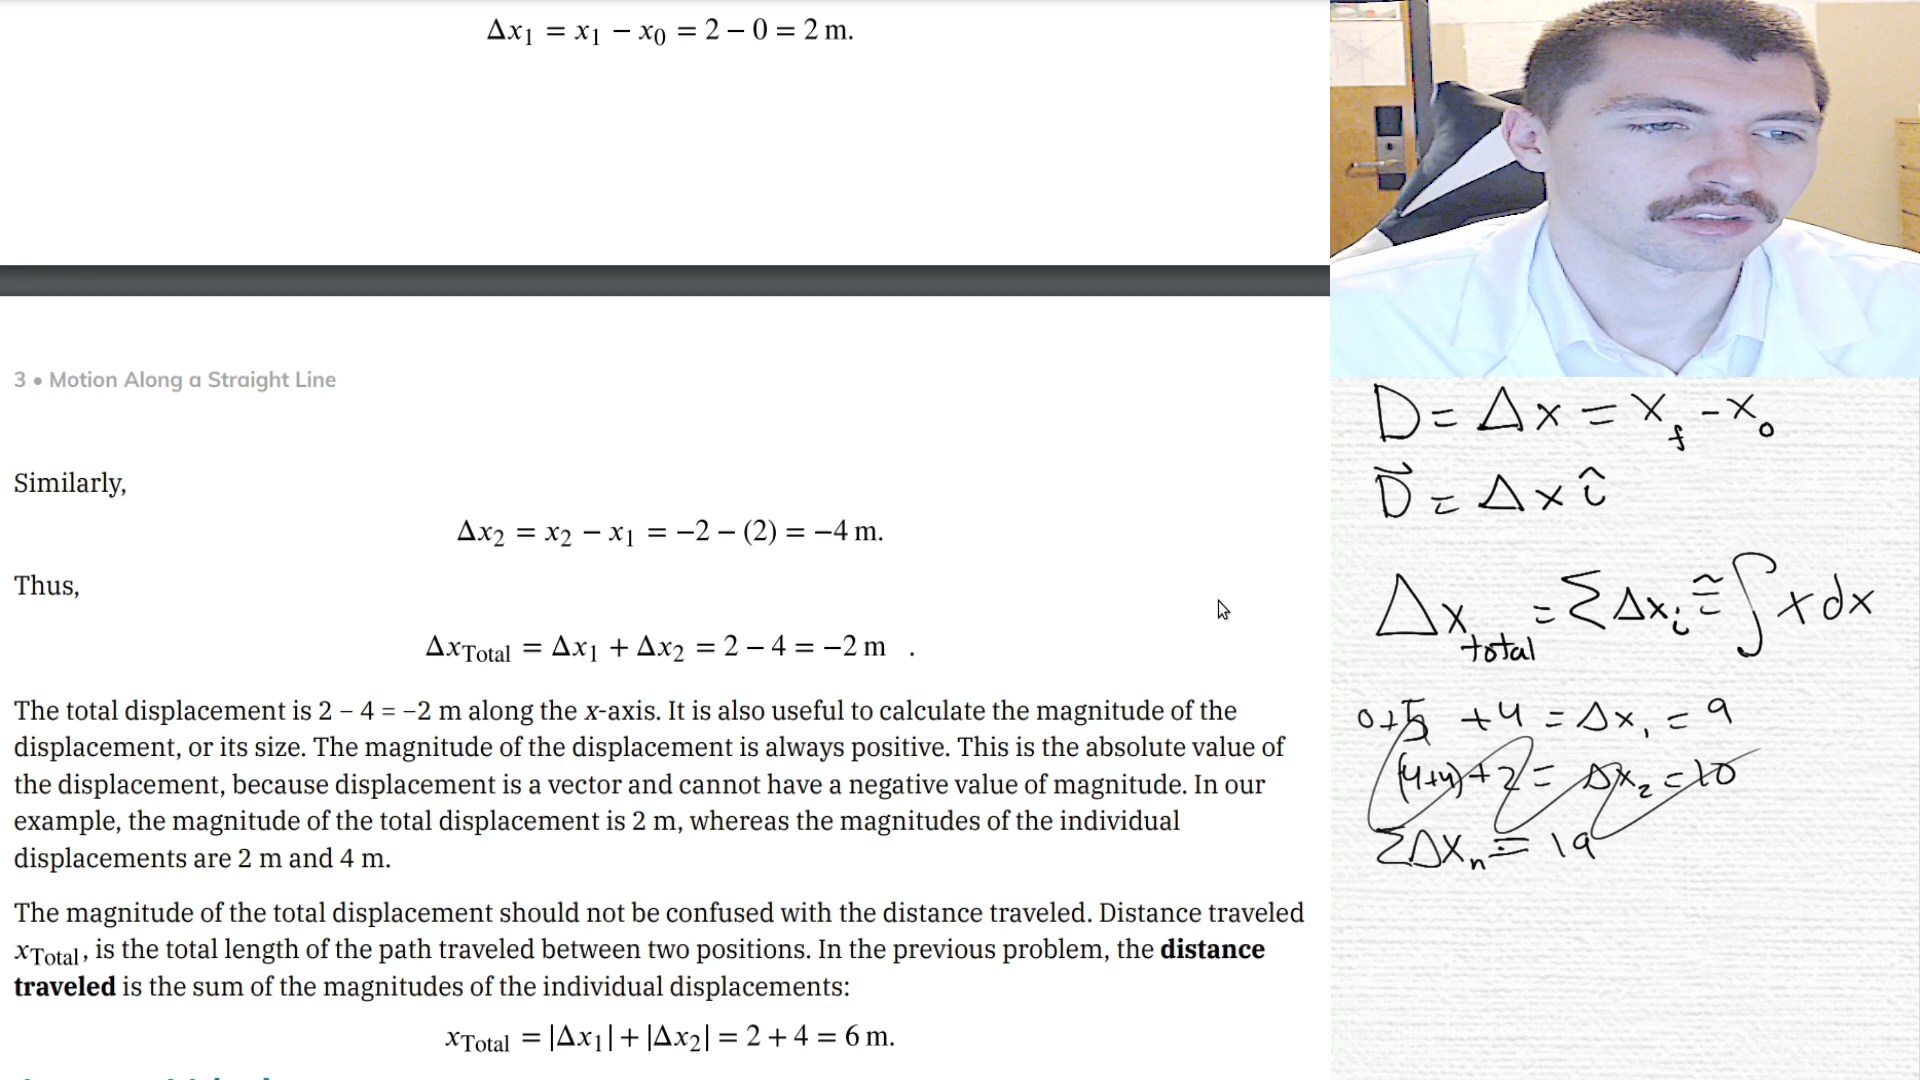 Δx₁ = x₁ − x₀ = 2 − 0 = 2 m.
3 • Motion Along a Straight Line
Similarly,
Δx₂ = x₂ − x₁ = −2 − (2) = −4 m.
Thus,
Δx_Total = Δx₁ + Δx₂ = 2 − 4 = −2 m .
The total displacement is 2 − 4 = −2 m along the x-axis. It is also useful to calculate the magnitude of the
displacement, or its size. The magnitude of the displacement is always positive. This is the absolute value of
the displacement, because displacement is a vector and cannot have a negative value of magnitude. In our
example, the magnitude of the total displacement is 2 m, whereas the magnitudes of the individual
displacements are 2 m and 4 m.
The magnitude of the total displacement should not be confused with the distance traveled. Distance traveled
x_Total, is the total length of the path traveled between two positions. In the previous problem, the distance
traveled is the sum of the magnitudes of the individual displacements:
x_Total = |Δx₁| + |Δx₂| = 2 + 4 = 6 m.
D = Δx = x_f − x₀
D⃗ = Δx î
Δx_total = ΣΔx_i ≅ ∫x dx
0+5 +4 = Δx₁ = 9
(4+4)+2 = Δx₂ = 10
ΣΔx_n = 19